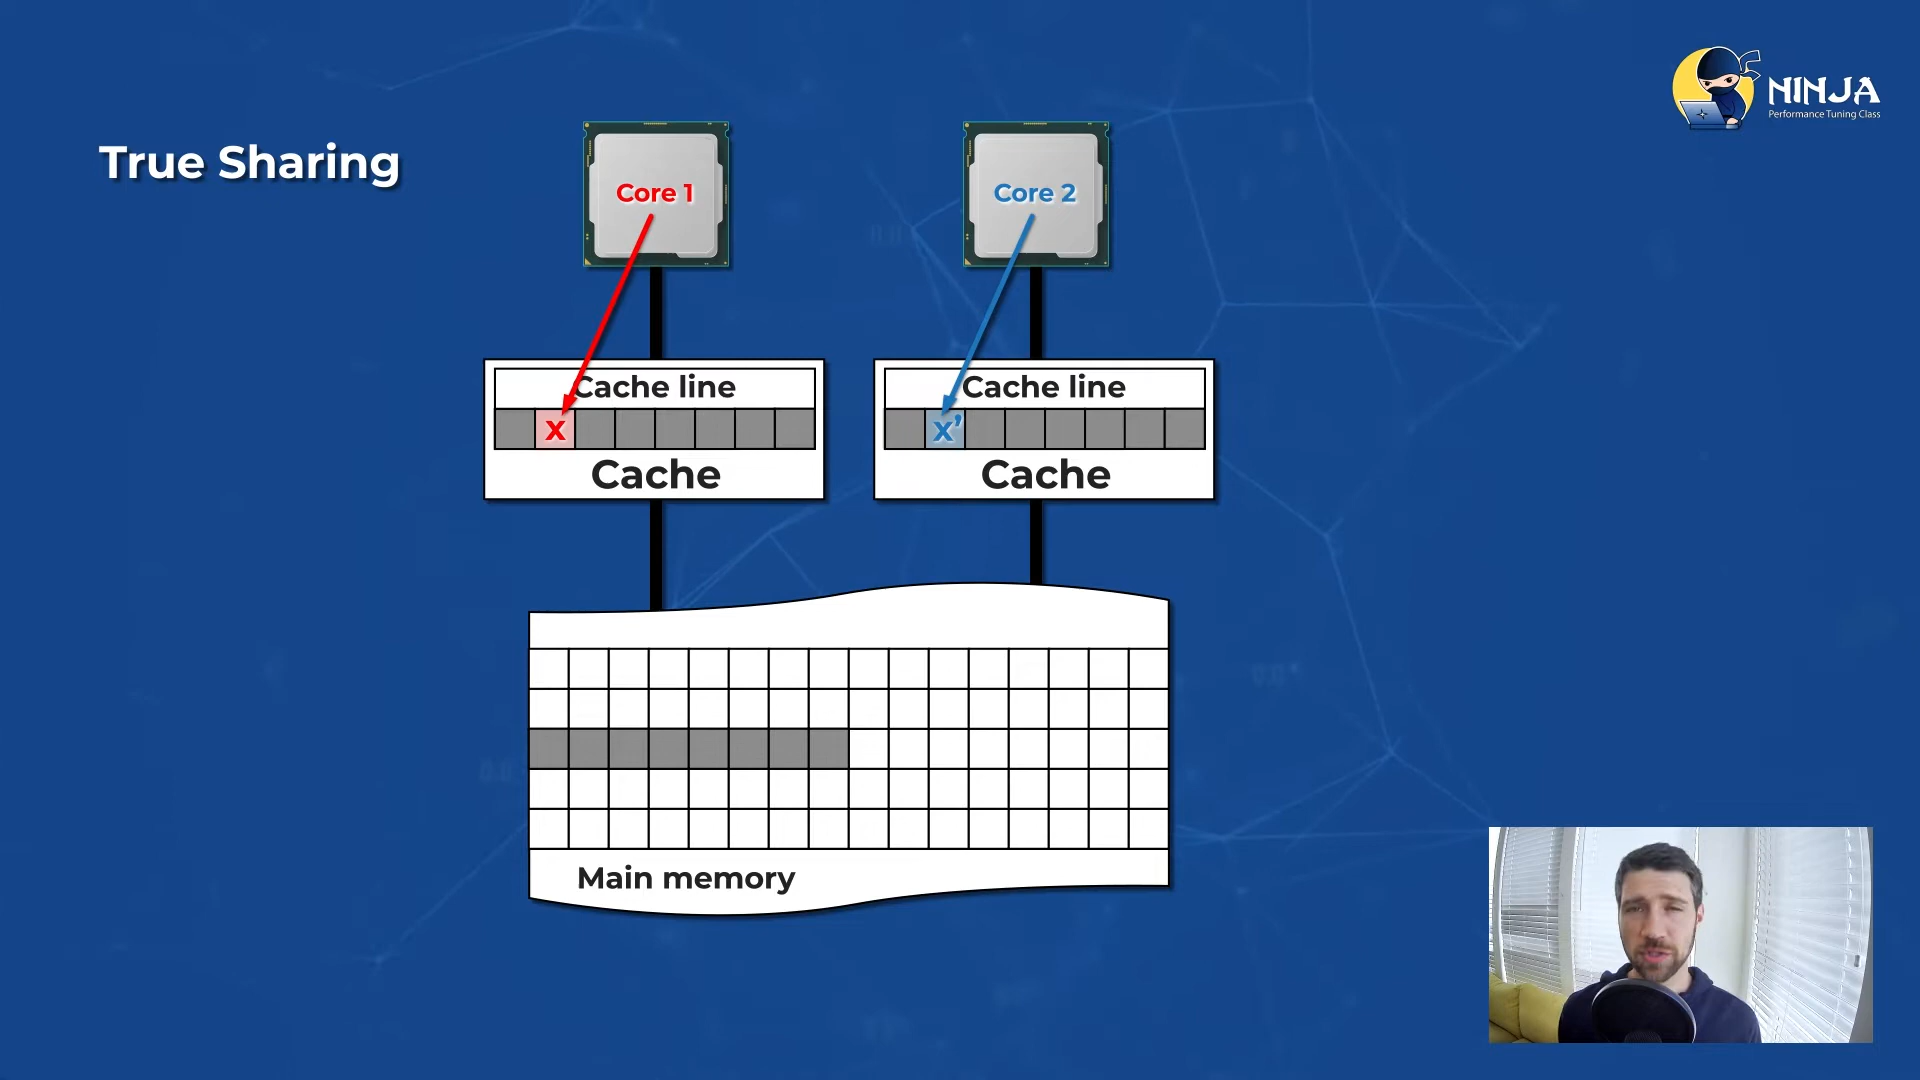 NINJA
Performance Tuning Class
True Sharing
Core 1
Core 2
Cache line
Cache line
x
x’
Cache
Cache
Main memory